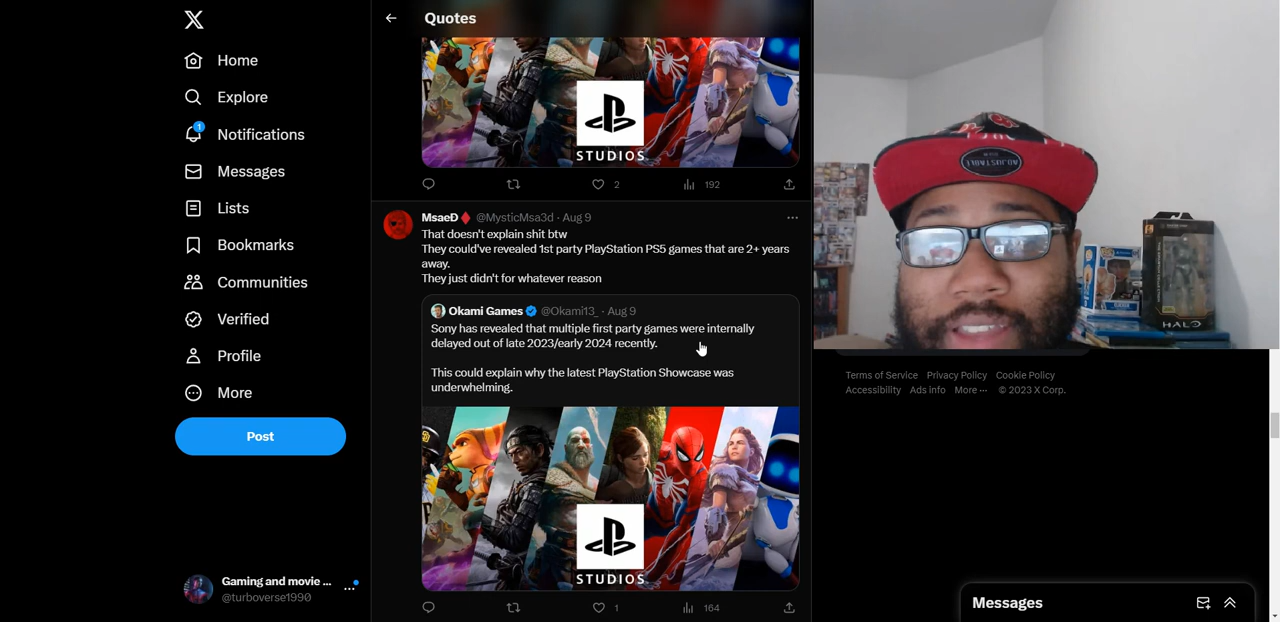 Quotes
Home
Explore
1
Notifications
Messages
Lists
Bookmarks
Communities
Verified
Profile
More
Post
Gaming and movie ...
@turboverse1990
STUDIOS
2
192
MsaeD @MysticMsa3d · Aug 9
That doesn't explain shit btw
They could've revealed 1st party PlayStation PS5 games that are 2+ years
away.
They just didn't for whatever reason
Okami Games @Okami13_ · Aug 9
Sony has revealed that multiple first party games were internally
delayed out of late 2023/early 2024 recently.
This could explain why the latest PlayStation Showcase was
underwhelming.
STUDIOS
1
164
HALO
Terms of Service Privacy Policy Cookie Policy
Accessibility Ads info More ··· © 2023 X Corp.
Messages